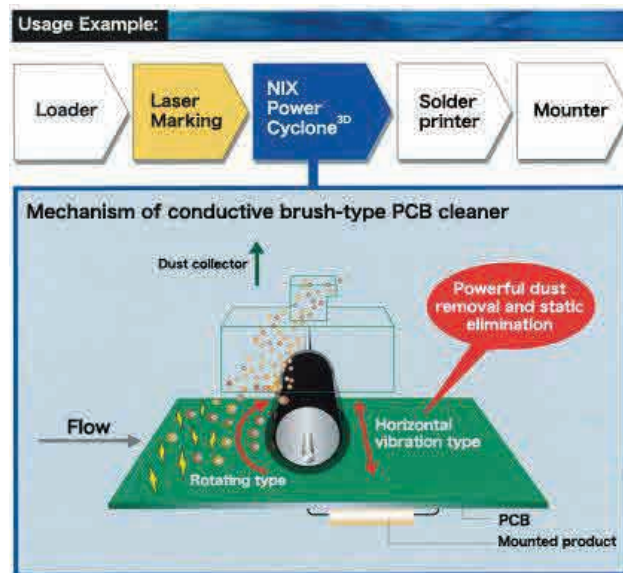 Usage Example:
Loader
Laser
Marking
NIX
Power
Cyclone3D
Solder
printer
Mounter
Mechanism of conductive brush-type PCB cleaner
Dust collector
Powerful dust
removal and static
elimination
Flow
Horizontal
vibration type
Rotating type
PCB
Mounted product